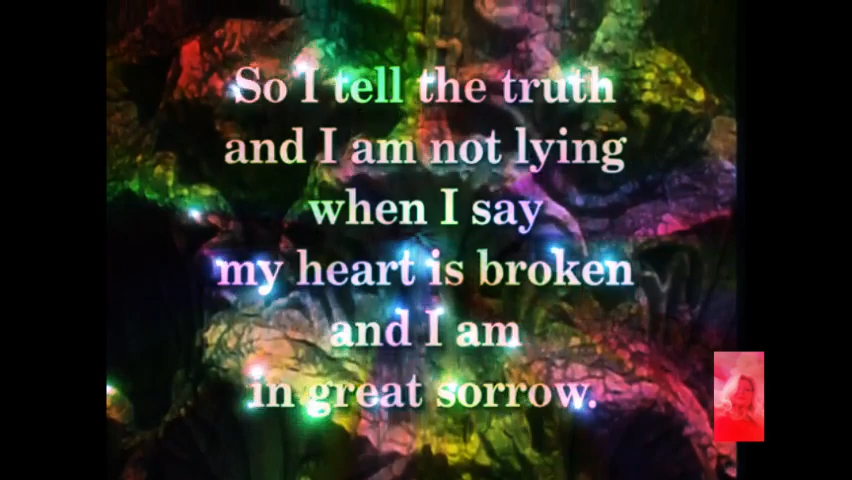 So I tell the truth
and I am not lying
when I say
my heart is broken
and I am
in great sorrow.